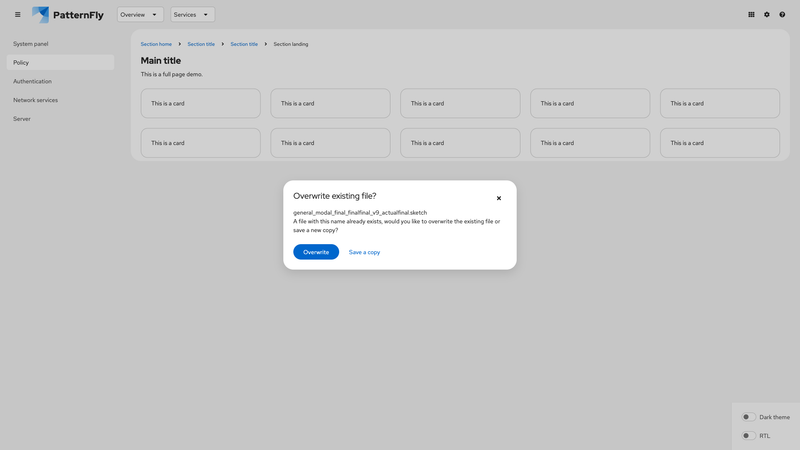 PatternFly
Overview
Services
System panel
Policy
Authentication
Network services
Server
Section home
Section title
Section title
Section landing
Main title
This is a full page demo.
This is a card
This is a card
This is a card
This is a card
This is a card
This is a card
This is a card
This is a card
This is a card
This is a card
Overwrite existing file?
general_modal_final_finalfinal_v9_actualfinal.sketch
A file with this name already exists, would you like to overwrite the existing file or
save a new copy?
Overwrite
Save a copy
Dark theme
RTL